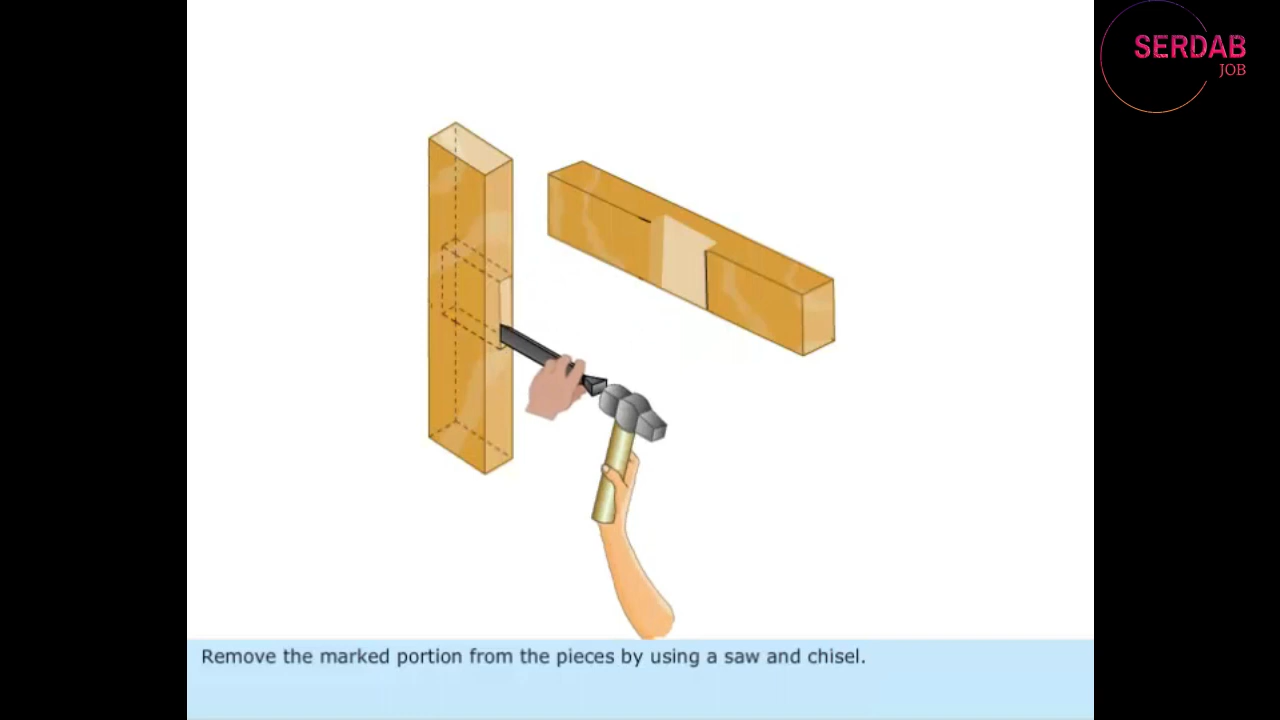 SERDAB
JOB
Remove the marked portion from the pieces by using a saw and chisel.